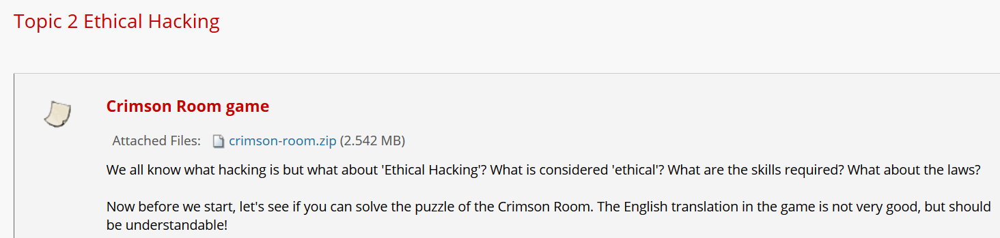 Topic 2 Ethical Hacking
Crimson Room game
Attached Files: crimson-room.zip (2.542 MB)
We all know what hacking is but what about 'Ethical Hacking'? What is considered 'ethical'? What are the skills required? What about the laws?
Now before we start, let's see if you can solve the puzzle of the Crimson Room. The English translation in the game is not very good, but should
be understandable!